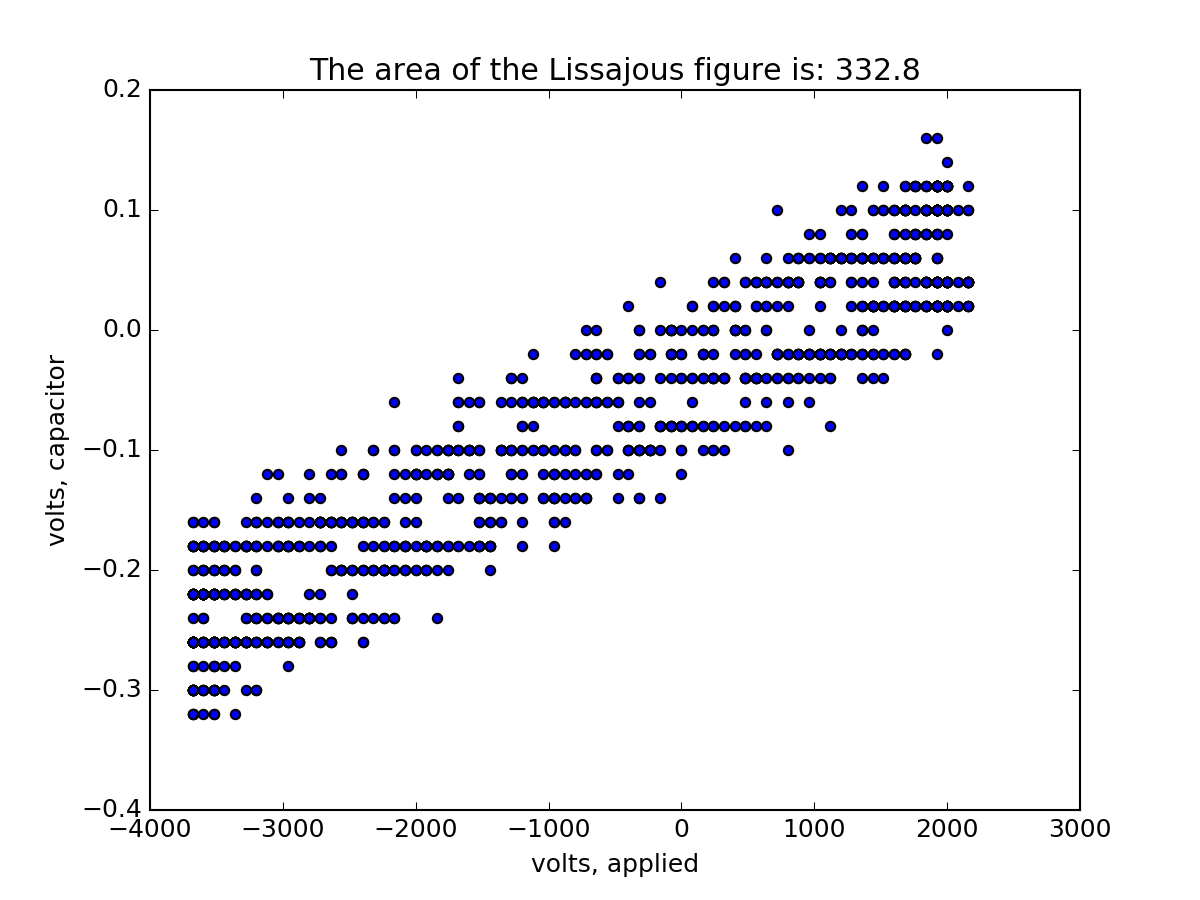 The area of the Lissajous figure is: 332.8
0.2
0.1
0.0
−0.1
−0.2
−0.3
−0.4
volts, capacitor
−4000 −3000 −2000 −1000 0 1000 2000 3000
volts, applied